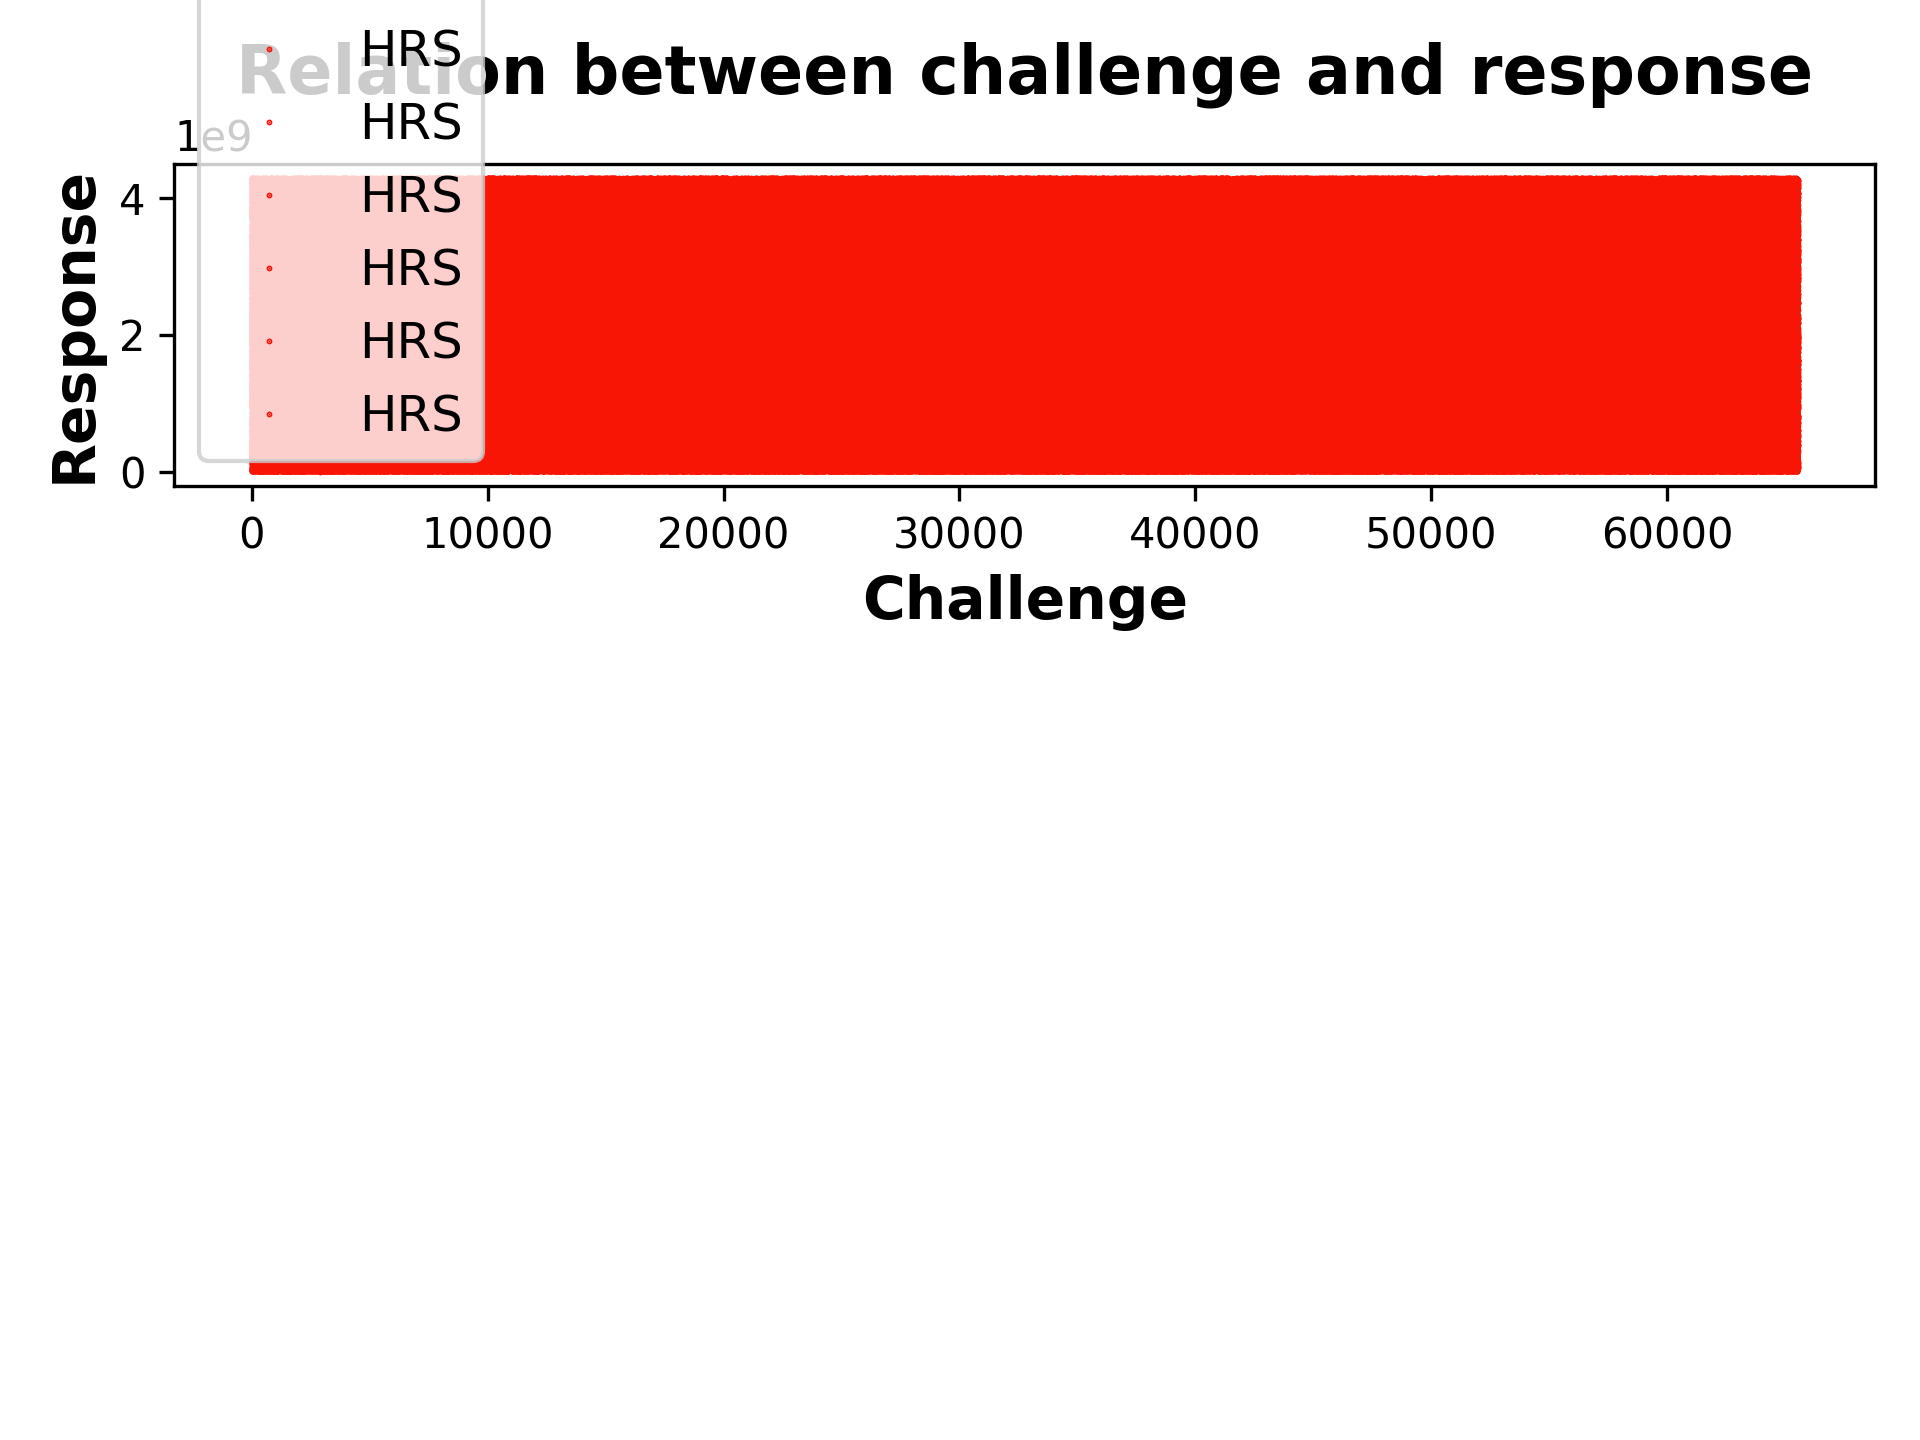 HRS
Relation between challenge and response
HRS
1e9
HRS
HRS
HRS
HRS
Response
4
2
0
0 10000 20000 30000 40000 50000 60000
Challenge